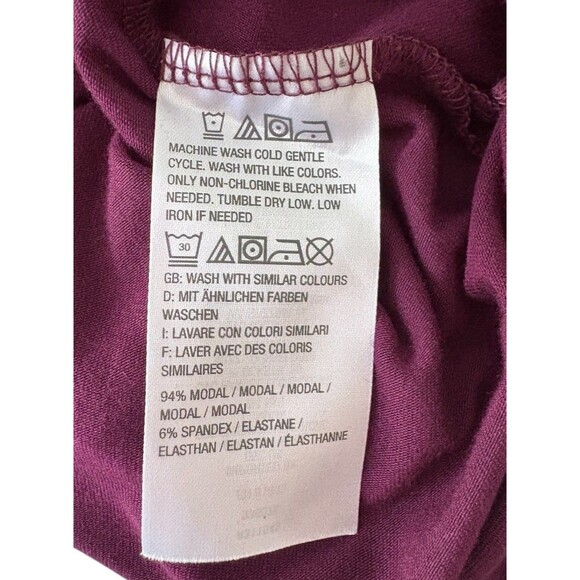 MACHINE WASH COLD GENTLE
CYCLE. WASH WITH LIKE COLORS.
ONLY NON-CHLORINE BLEACH WHEN
NEEDED. TUMBLE DRY LOW. LOW
IRON IF NEEDED
30
GB: WASH WITH SIMILAR COLOURS
D: MIT ÄHNLICHEN FARBEN
WASCHEN
I: LAVARE CON COLORI SIMILARI
F: LAVER AVEC DES COLORIS
SIMILAIRES
94% MODAL / MODAL / MODAL /
MODAL / MODAL
6% SPANDEX / ELASTANE /
ELASTHAN / ELASTAN / ÉLASTHANNE